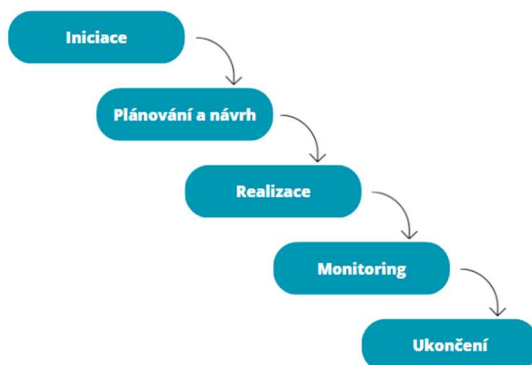 Iniciace
Plánování a návrh
Realizace
Monitoring
Ukončení